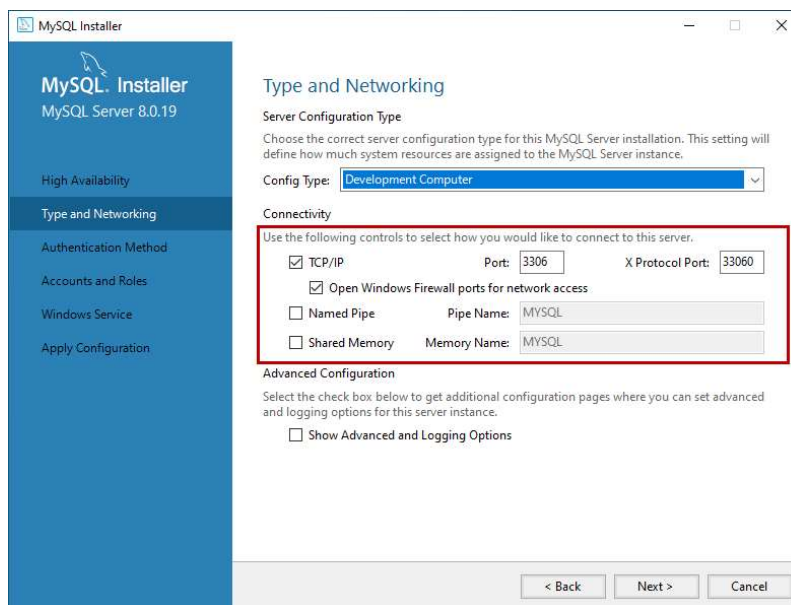 MySQL Installer
MySQL. Installer
MySQL Server 8.0.19
High Availability
Type and Networking
Authentication Method
Accounts and Roles
Windows Service
Apply Configuration
Type and Networking
Server Configuration Type
Choose the correct server configuration type for this MySQL Server installation. This setting will
define how much system resources are assigned to the MySQL Server instance.
Config Type: Development Computer
Connectivity
Use the following controls to select how you would like to connect to this server.
TCP/IP Port: 3306 X Protocol Port: 33060
Open Windows Firewall ports for network access
Named Pipe Pipe Name: MYSQL
Shared Memory Memory Name: MYSQL
Advanced Configuration
Select the check box below to get additional configuration pages where you can set advanced
and logging options for this server instance.
Show Advanced and Logging Options
< Back Next > Cancel